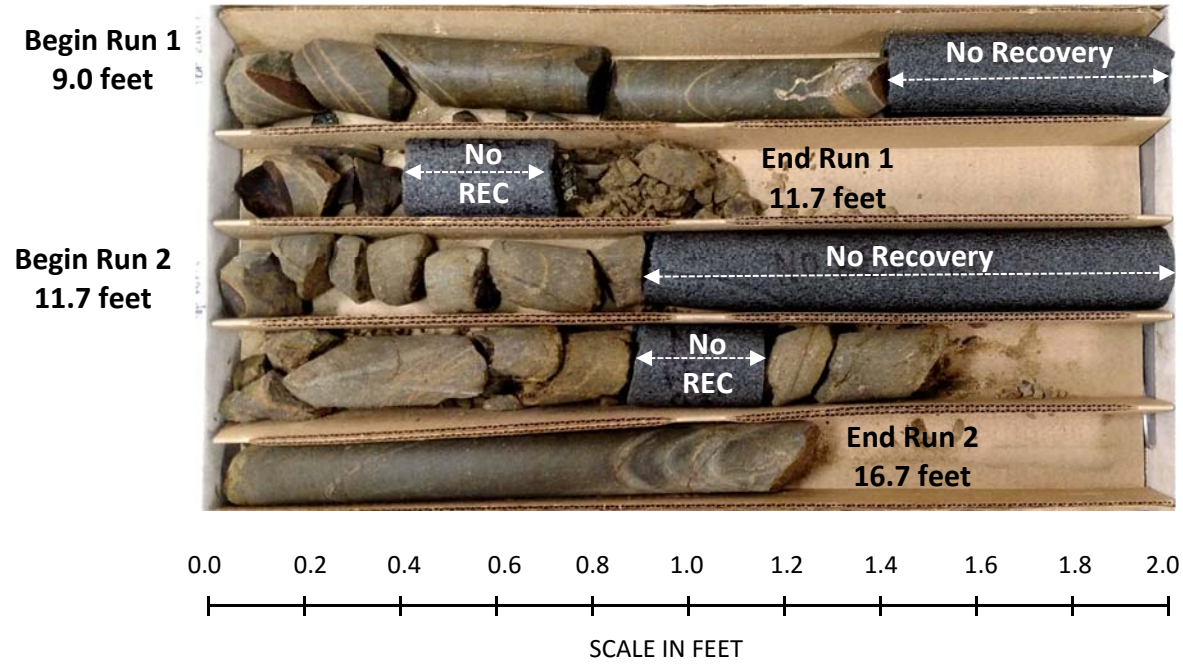 Begin Run 1
9.0 feet
No Recovery
No
REC
End Run 1
11.7 feet
Begin Run 2
11.7 feet
No Recovery
No
REC
End Run 2
16.7 feet
0.0 0.2 0.4 0.6 0.8 1.0 1.2 1.4 1.6 1.8 2.0
SCALE IN FEET